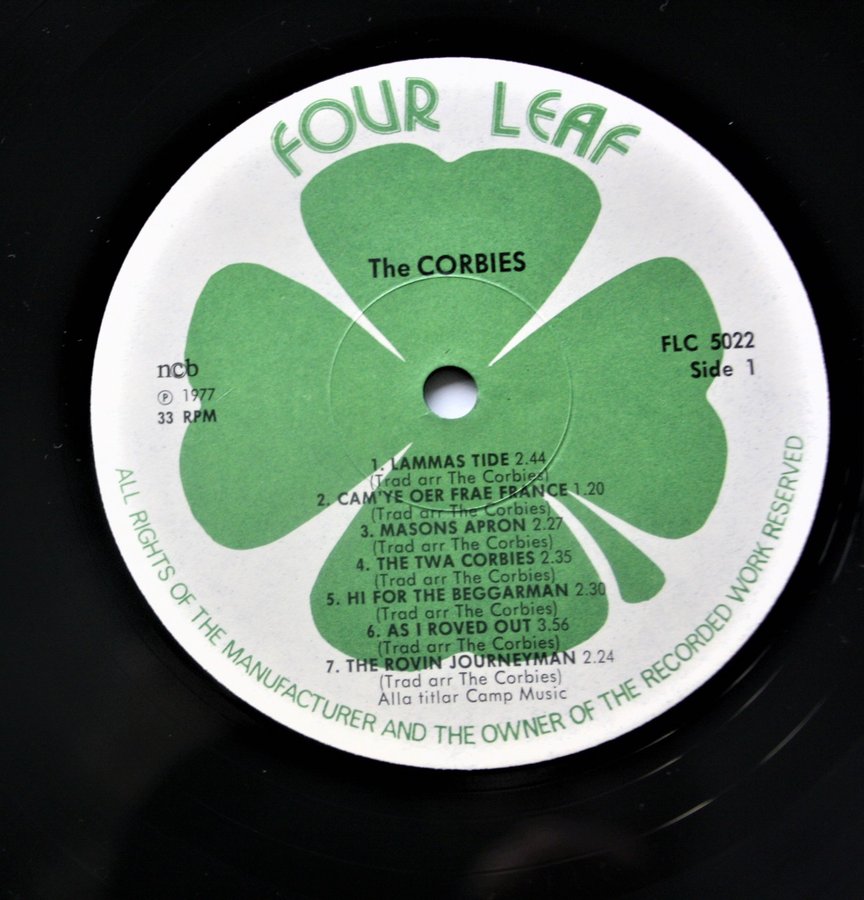 FOUR LEAF
The CORBIES
FLC 5022
Side 1
ncb
Ⓟ 1977
33 RPM
1. LAMMAS TIDE 2.44
(Trad arr The Corbies)
2. CAM'YE OER FRAE FRANCE 1.20
(Trad arr The Corbies)
3. MASONS APRON 2.27
(Trad arr The Corbies)
4. THE TWA CORBIES 2.35
(Trad arr The Corbies)
5. HI FOR THE BEGGARMAN 2.30
(Trad arr The Corbies)
6. AS I ROVED OUT 3.56
(Trad arr The Corbies)
7. THE ROVIN JOURNEYMAN 2.24
(Trad arr The Corbies)
Alla titlar Camp Music
ALL RIGHTS OF THE MANUFACTURER AND THE OWNER OF THE RECORDED WORK RESERVED